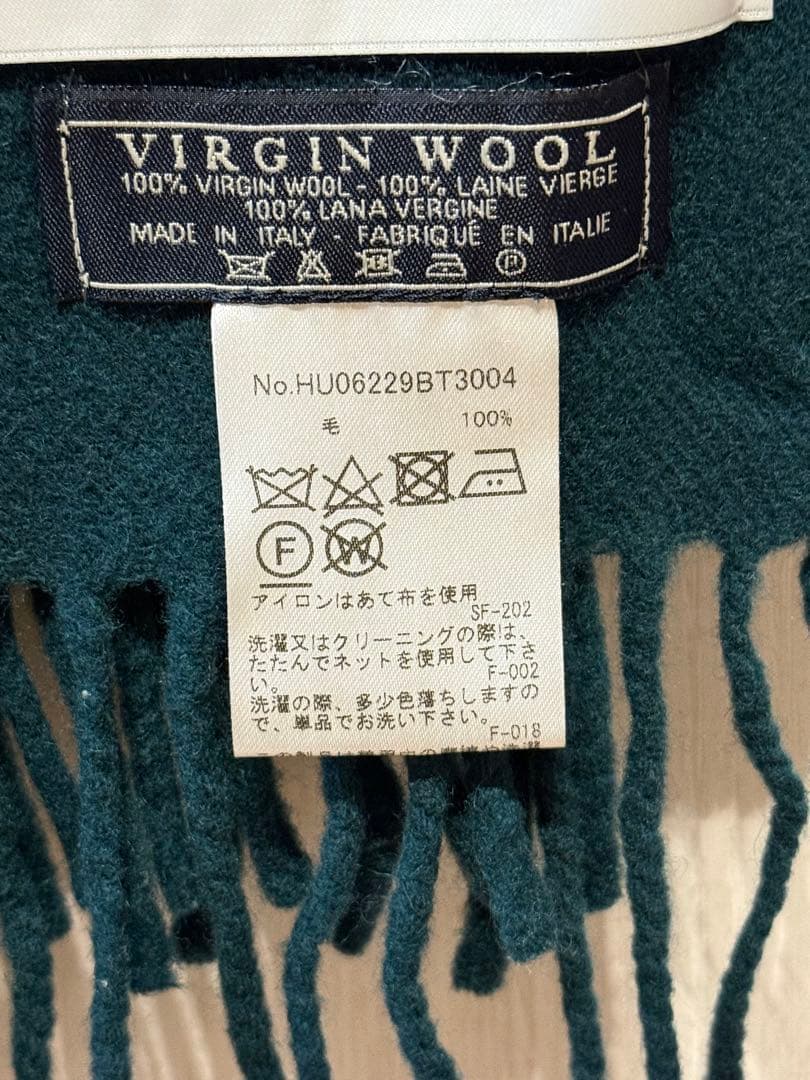 VIRGIN WOOL
100% VIRGIN WOOL - 100% LAINE VIERGE
100% LANA VERGINE
MADE IN ITALY - FABRIQUÉ EN ITALIE
P
No.HU06229BT3004
毛 100%
F W
アイロンはあて布を使用
SF-202
洗濯又はクリーニングの際は、
たたんでネットを使用して下さ
い。 F-002
洗濯の際、多少色落ちしますの
で、単品でお洗い下さい。
F-018